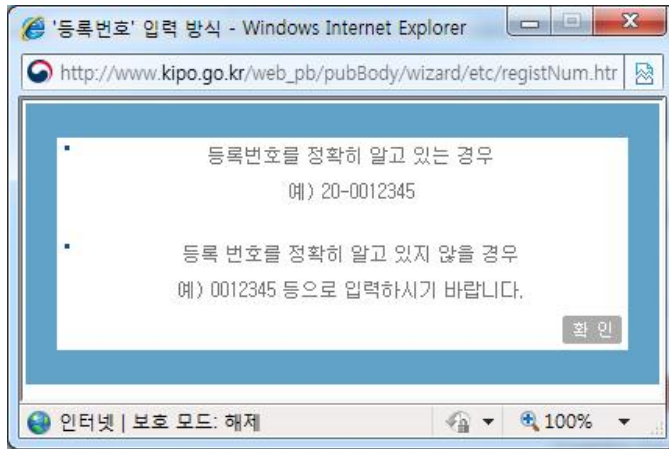 '등록번호' 입력 방식 - Windows Internet Explorer
http://www.kipo.go.kr/web_pb/pubBody/wizard/etc/registNum.htr
등록번호를 정확히 알고 있는 경우
예) 20-0012345
등록 번호를 정확히 알고 있지 않을 경우
예) 0012345 등으로 입력하시기 바랍니다.
확 인
인터넷 | 보호 모드: 해제
100%